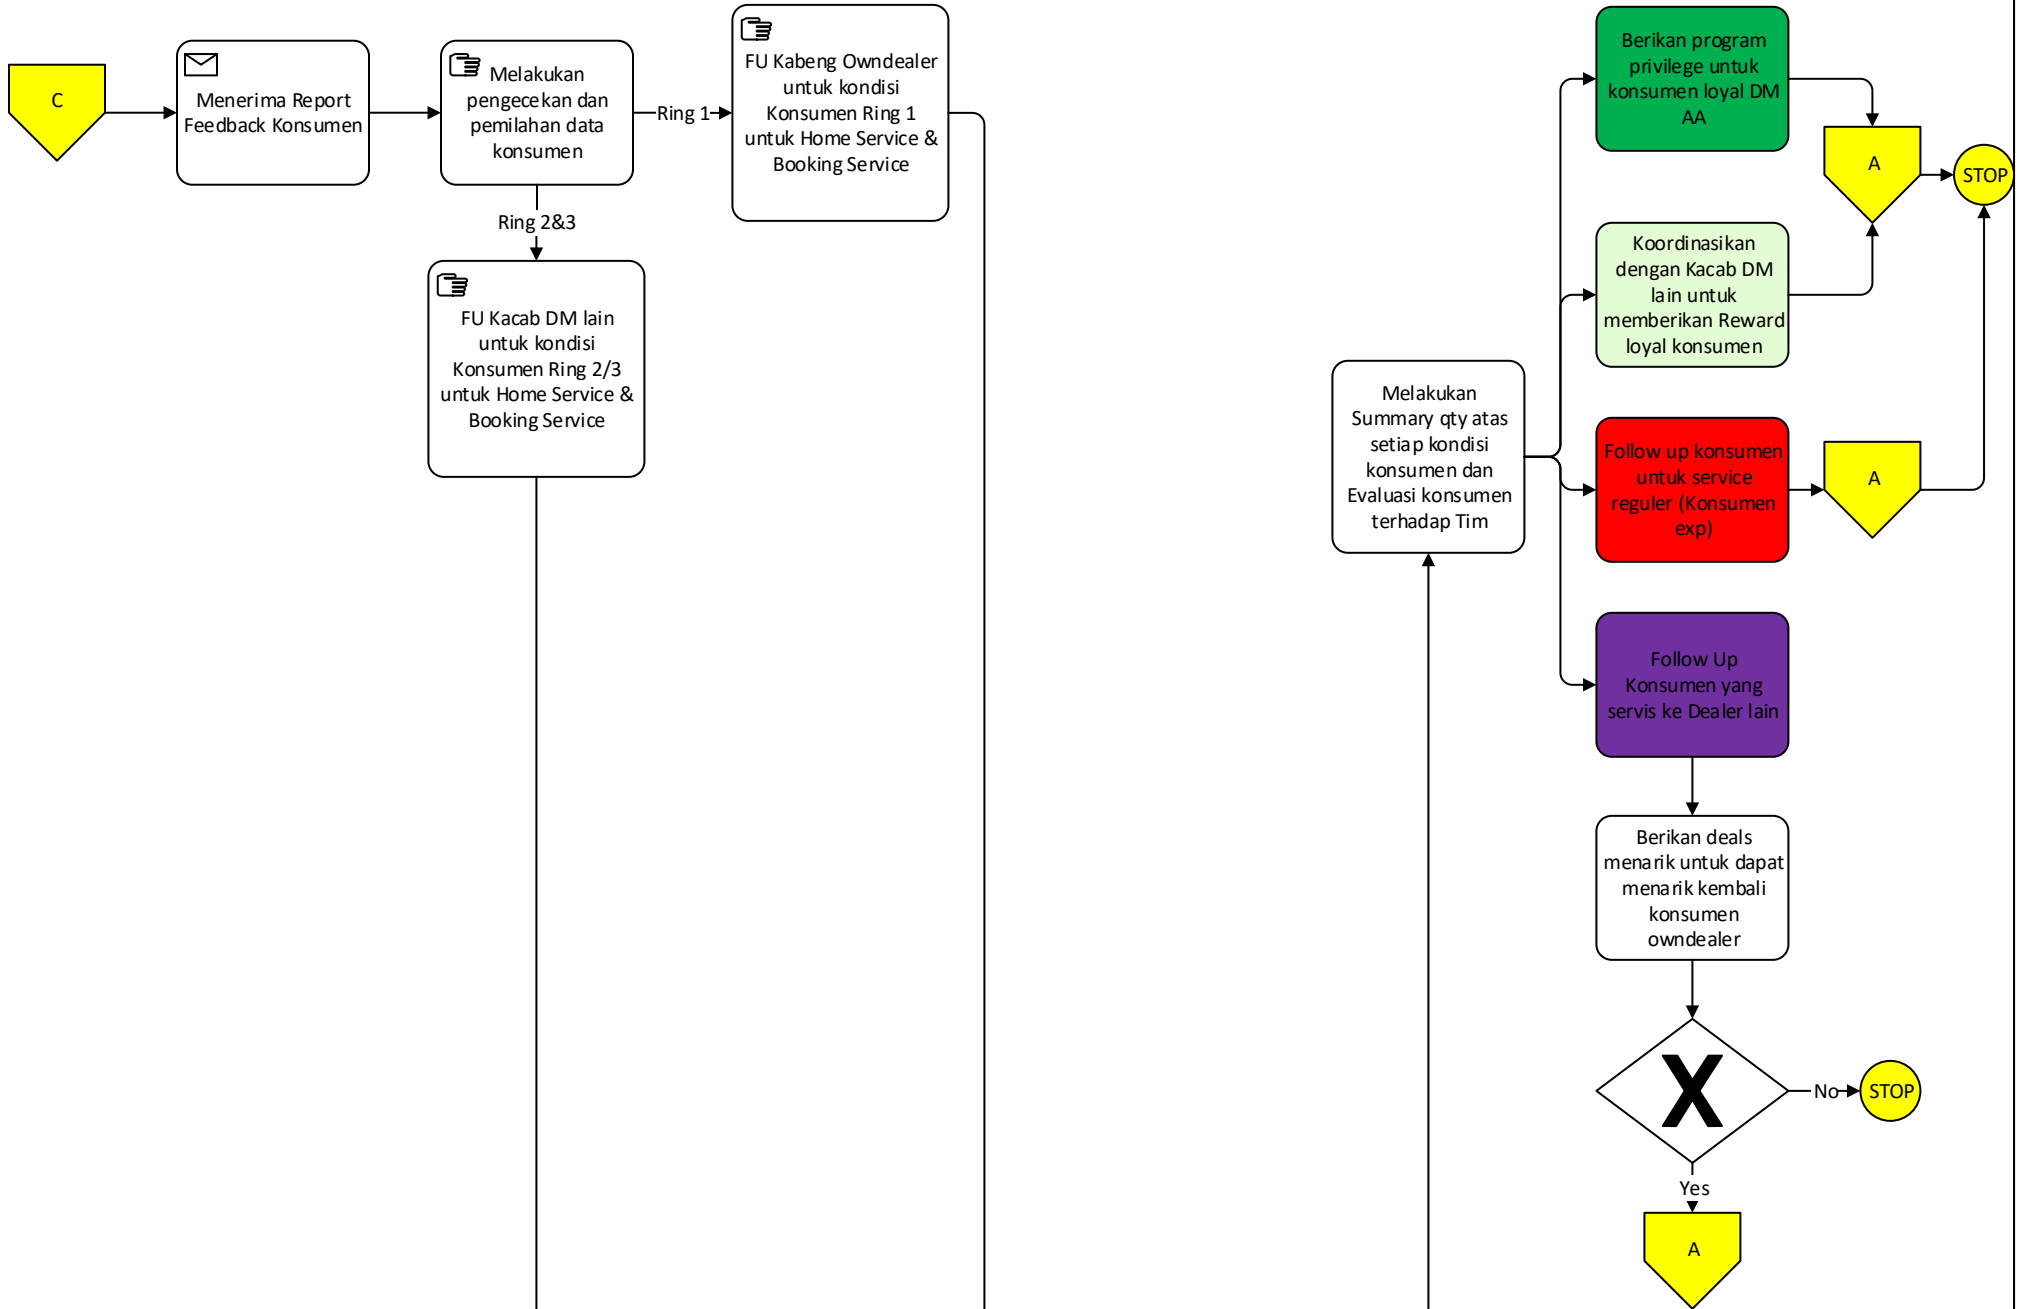 C
Menerima Report
Feedback Konsumen
Melakukan
pengecekan dan
pemilahan data
konsumen
Ring 1
FU Kabeng Owndealer
untuk kondisi
Konsumen Ring 1
untuk Home Service &
Booking Service
Ring 2&3
FU Kacab DM lain
untuk kondisi
Konsumen Ring 2/3
untuk Home Service &
Booking Service
Melakukan
Summary qty atas
setiap kondisi
konsumen dan
Evaluasi konsumen
terhadap Tim
Berikan program
privilege untuk
konsumen loyal DM
AA
A
STOP
Koordinasikan
dengan Kacab DM
lain untuk
memberikan Reward
loyal konsumen
Follow up konsumen
untuk service
reguler (Konsumen
exp)
A
Follow Up
Konsumen yang
servis ke Dealer lain
Berikan deals
menarik untuk dapat
menarik kembali
konsumen
owndealer
X
No
STOP
Yes
A